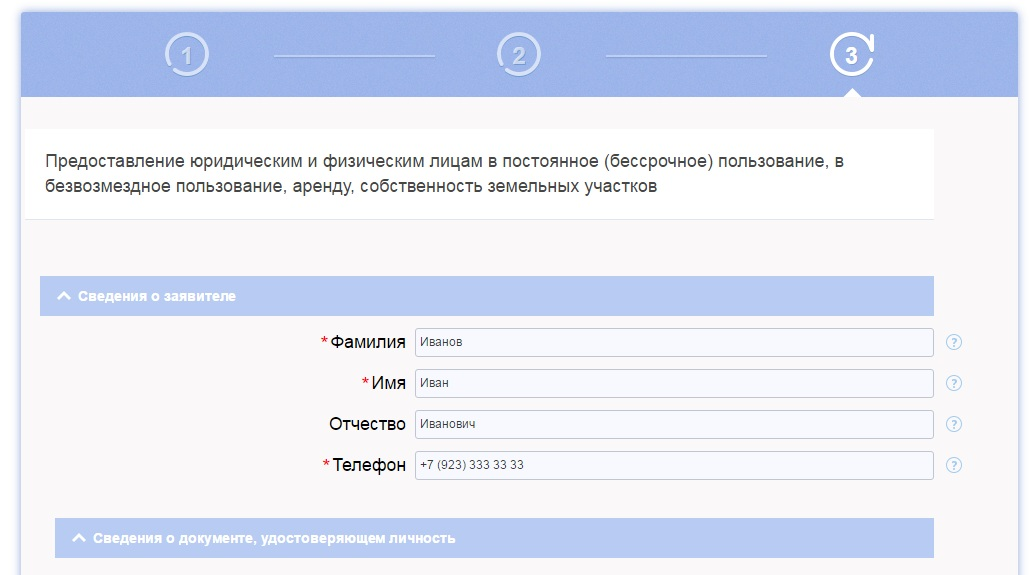 1 2 3
Предоставление юридическим и физическим лицам в постоянное (бессрочное) пользование, в
безвозмездное пользование, аренду, собственность земельных участков
Сведения о заявителе
*Фамилия Иванов ?
*Имя Иван ?
Отчество Иванович ?
*Телефон +7 (923) 333 33 33 ?
Сведения о документе, удостоверяющем личность